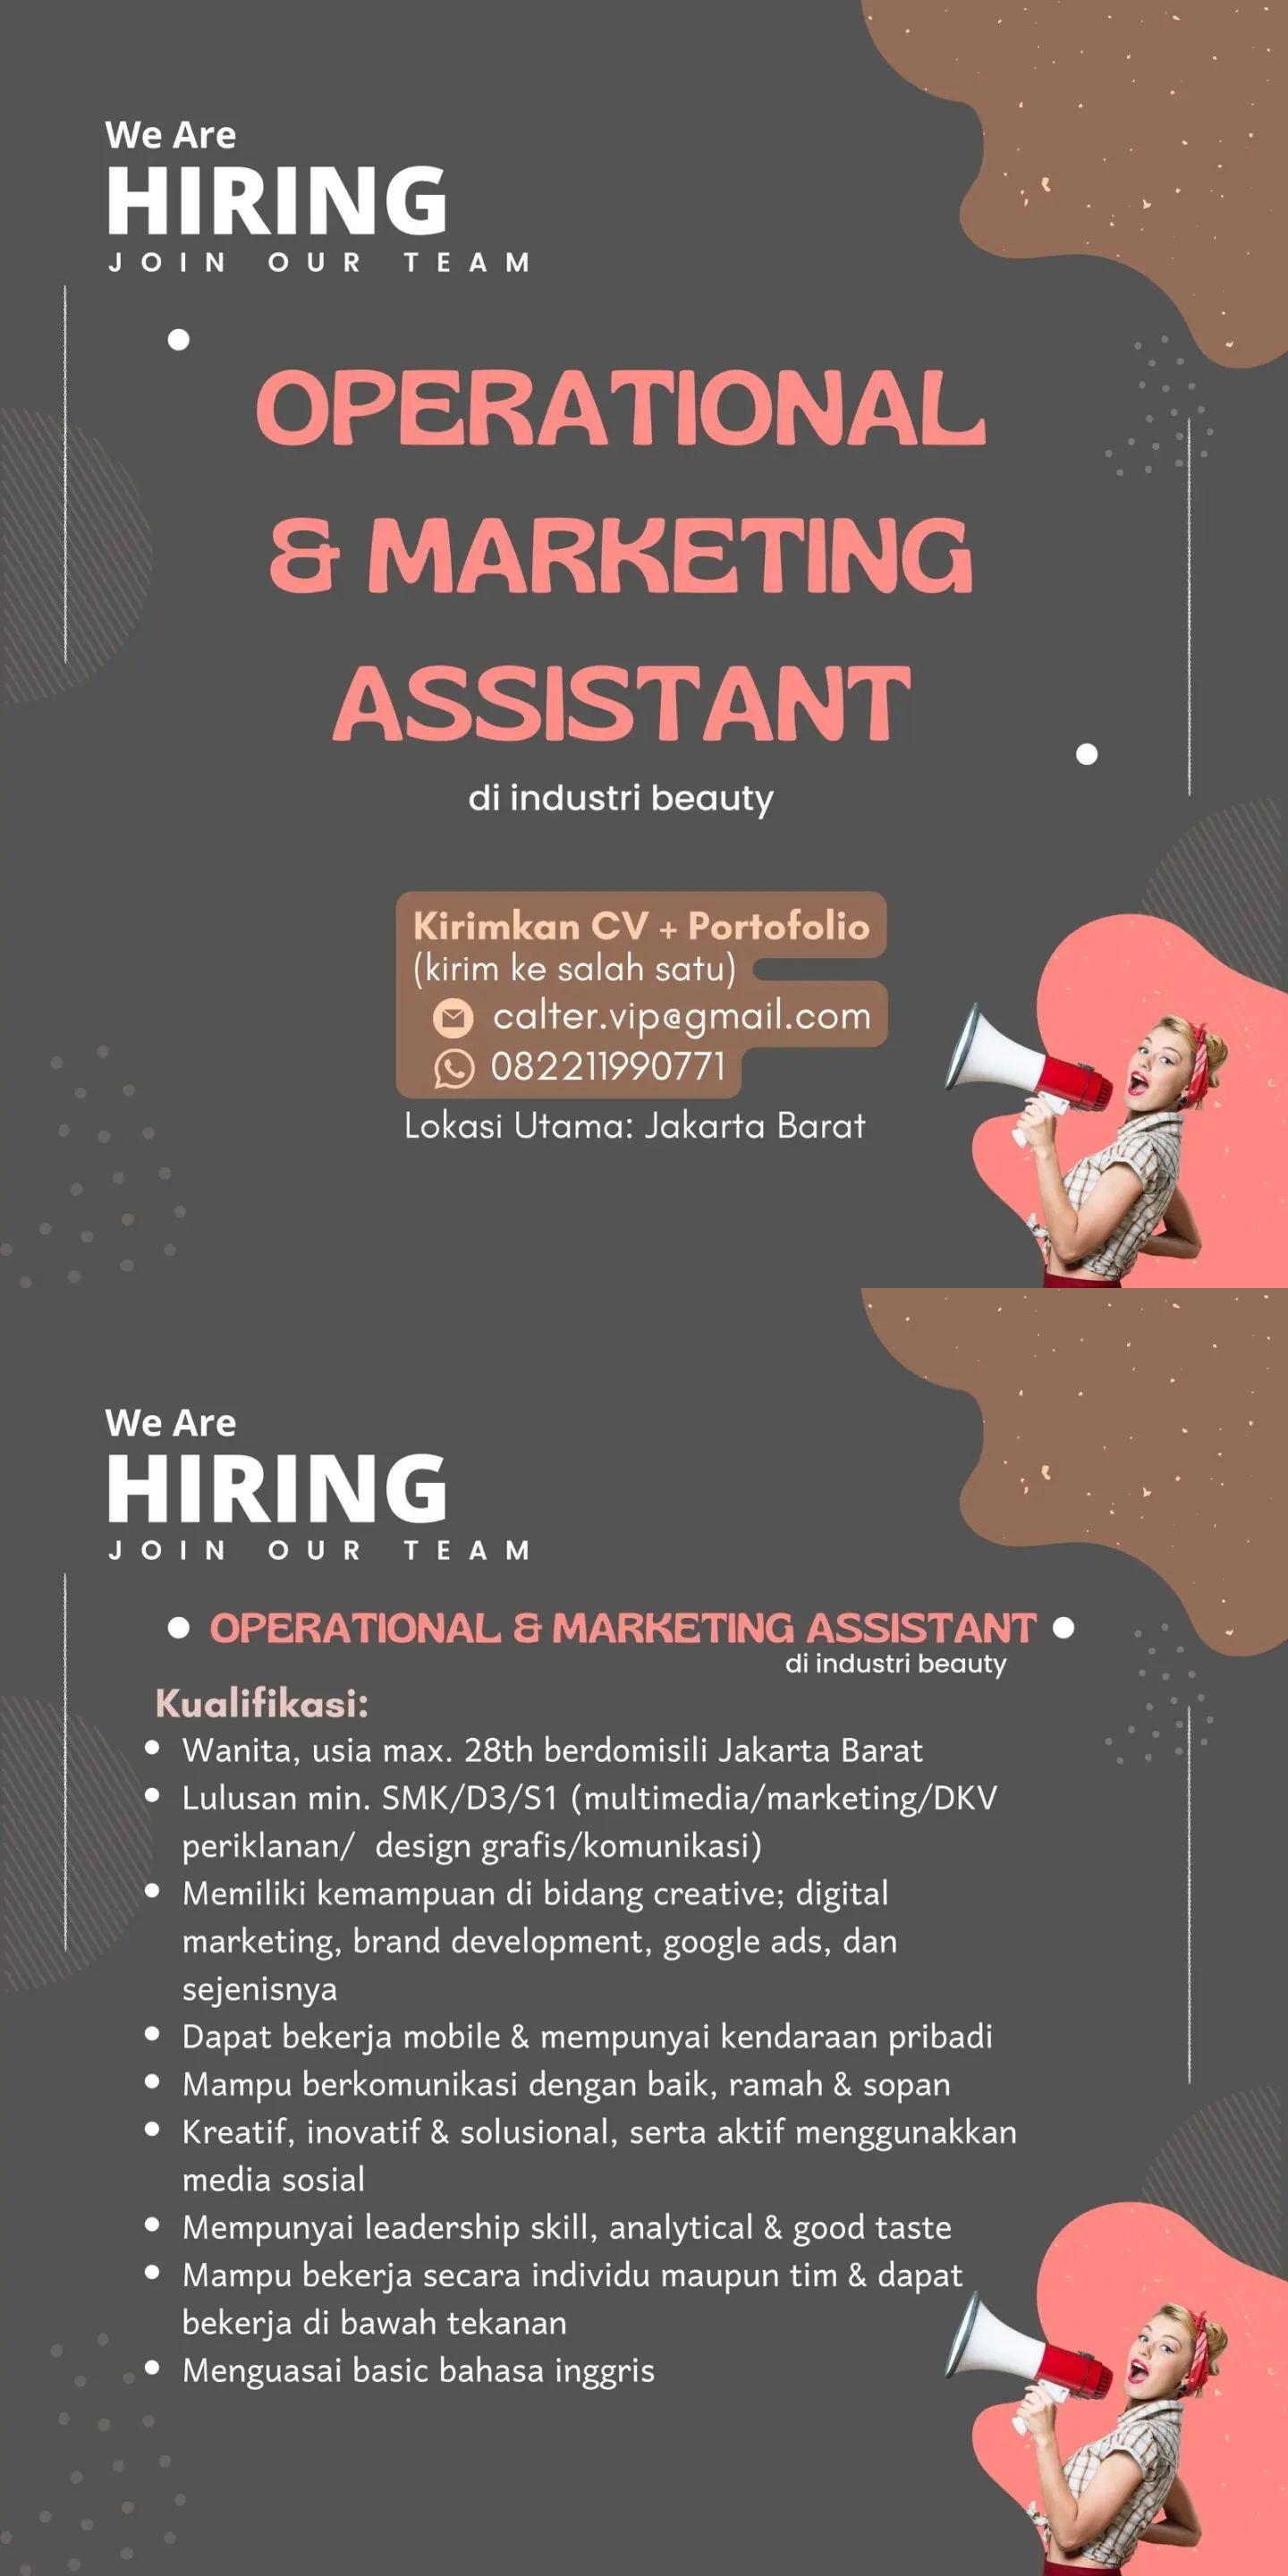 We Are
HIRING
JOIN OUR TEAM
OPERATIONAL
& MARKETING
ASSISTANT
di industri beauty
Kirimkan CV + Portofolio
(kirim ke salah satu)
calter.vip@gmail.com
082211990771
Lokasi Utama: Jakarta Barat
We Are
HIRING
JOIN OUR TEAM
OPERATIONAL & MARKETING ASSISTANT
di industri beauty
Kualifikasi:
• Wanita, usia max. 28th berdomisili Jakarta Barat
• Lulusan min. SMK/D3/S1 (multimedia/marketing/DKV
periklanan/ design grafis/komunikasi)
• Memiliki kemampuan di bidang creative; digital
marketing, brand development, google ads, dan
sejenisnya
• Dapat bekerja mobile & mempunyai kendaraan pribadi
• Mampu berkomunikasi dengan baik, ramah & sopan
• Kreatif, inovatif & solusional, serta aktif menggunakkan
media sosial
• Mempunyai leadership skill, analytical & good taste
• Mampu bekerja secara individu maupun tim & dapat
bekerja di bawah tekanan
• Menguasai basic bahasa inggris